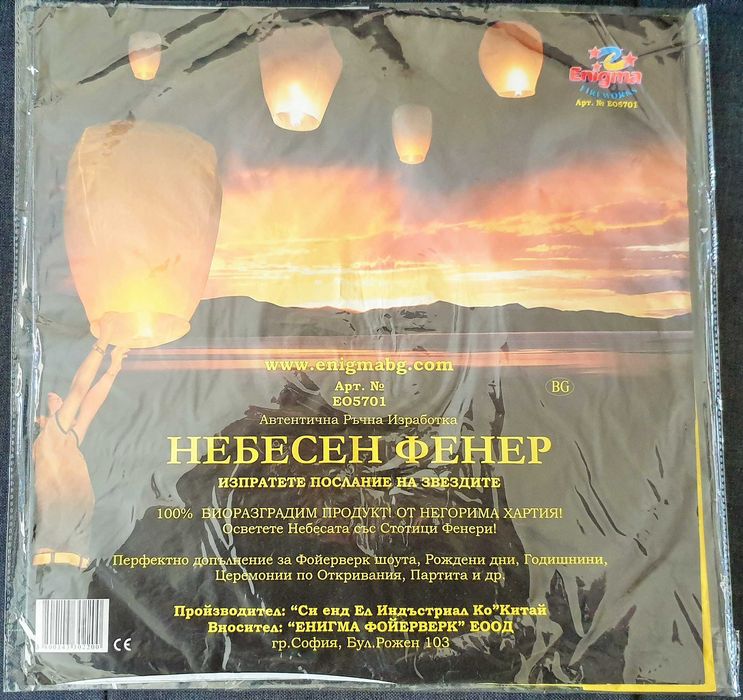 Enigma
FIREWORKS
Арт. № EO5701
www.enigmabg.com
Арт. №
EO5701
BG
Автентична Ръчна Изработка
НЕБЕСЕН ФЕНЕР
ИЗПРАТЕТЕ ПОСЛАНИЕ НА ЗВЕЗДИТЕ
100% БИОРАЗГРАДИМ ПРОДУКТ! ОТ НЕГОРИМА ХАРТИЯ!
Осветете Небесата със Стотици Фенери!
Перфектно допълнение за Фойерверк шоута, Рождени дни, Годишнини,
Церемонии по Откривания, Партита и др.
Пройзводител: "Си енд Ел Индъстриал Ко"Китай
Вносител: "ЕНИГМА ФОЙЕРВЕРК" ЕООД
гр.София, Бул.Рожен 103
CE